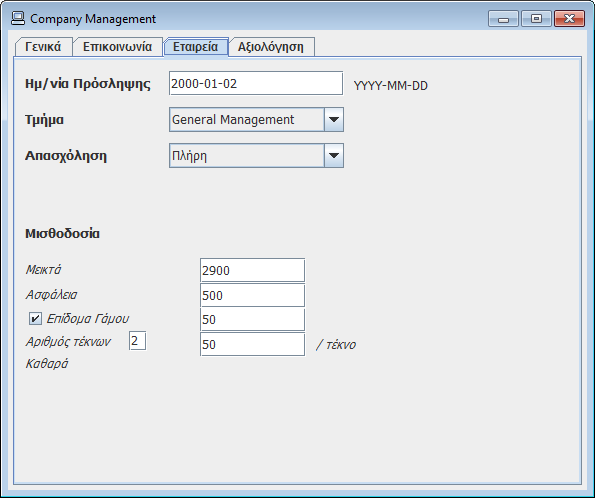 Company Management
Γενικά Επικοινωνία Εταιρεία Αξιολόγηση
Ημ/νία Πρόσληψης 2000-01-02 YYYY-MM-DD
Τμήμα General Management
Απασχόληση Πλήρη
Μισθοδοσία
Μεικτά 2900
Ασφάλεια 500
Επίδομα Γάμου 50
Αριθμός τέκνων 2 50 / τέκνο
Καθαρά